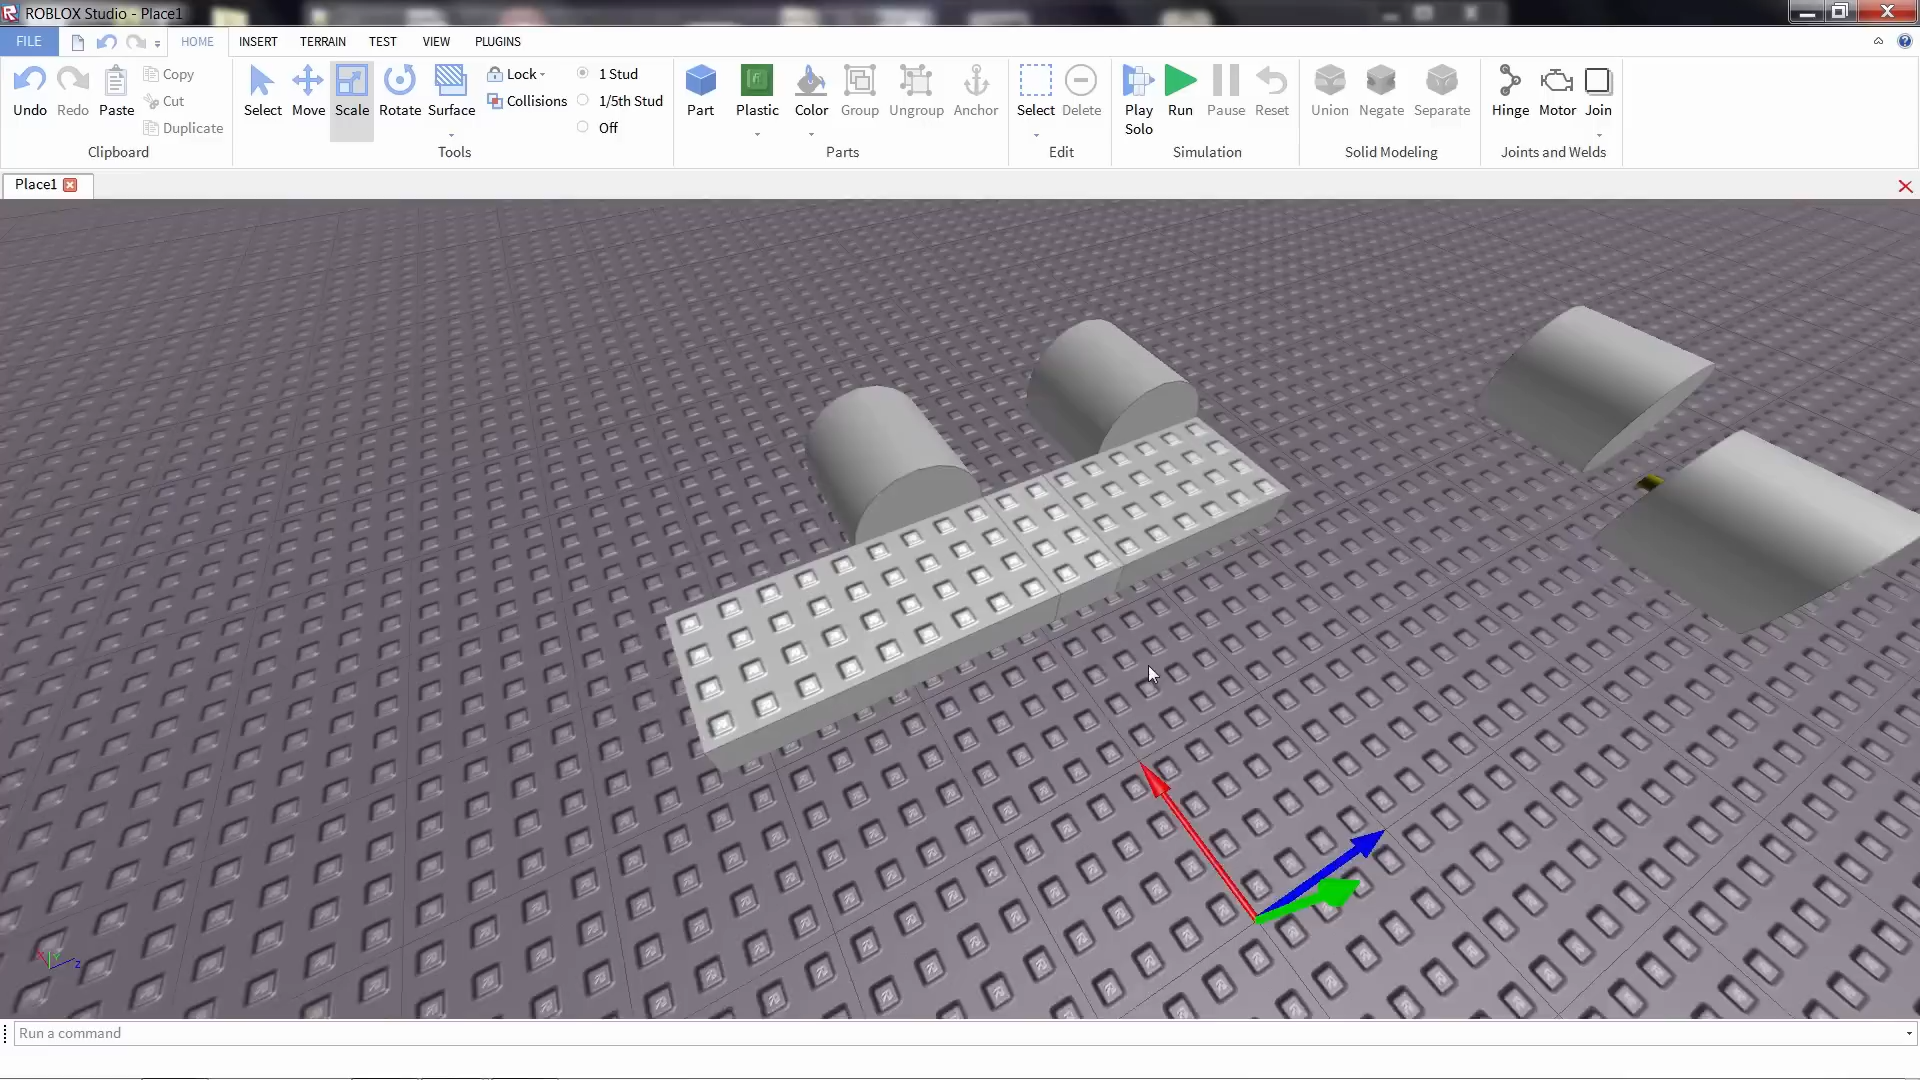 ROBLOX Studio - Place1
FILE HOME INSERT TERRAIN TEST VIEW PLUGINS
Undo Redo Paste Copy Cut Duplicate
Clipboard
Select Move Scale Rotate Surface Lock Collisions 1 Stud 1/5th Stud Off
Tools
Part Plastic Color Group Ungroup Anchor
Parts
Select Delete
Edit
Play Solo Run Pause Reset
Simulation
Union Negate Separate
Solid Modeling
Hinge Motor Join
Joints and Welds
Place1
X Y Z
Run a command